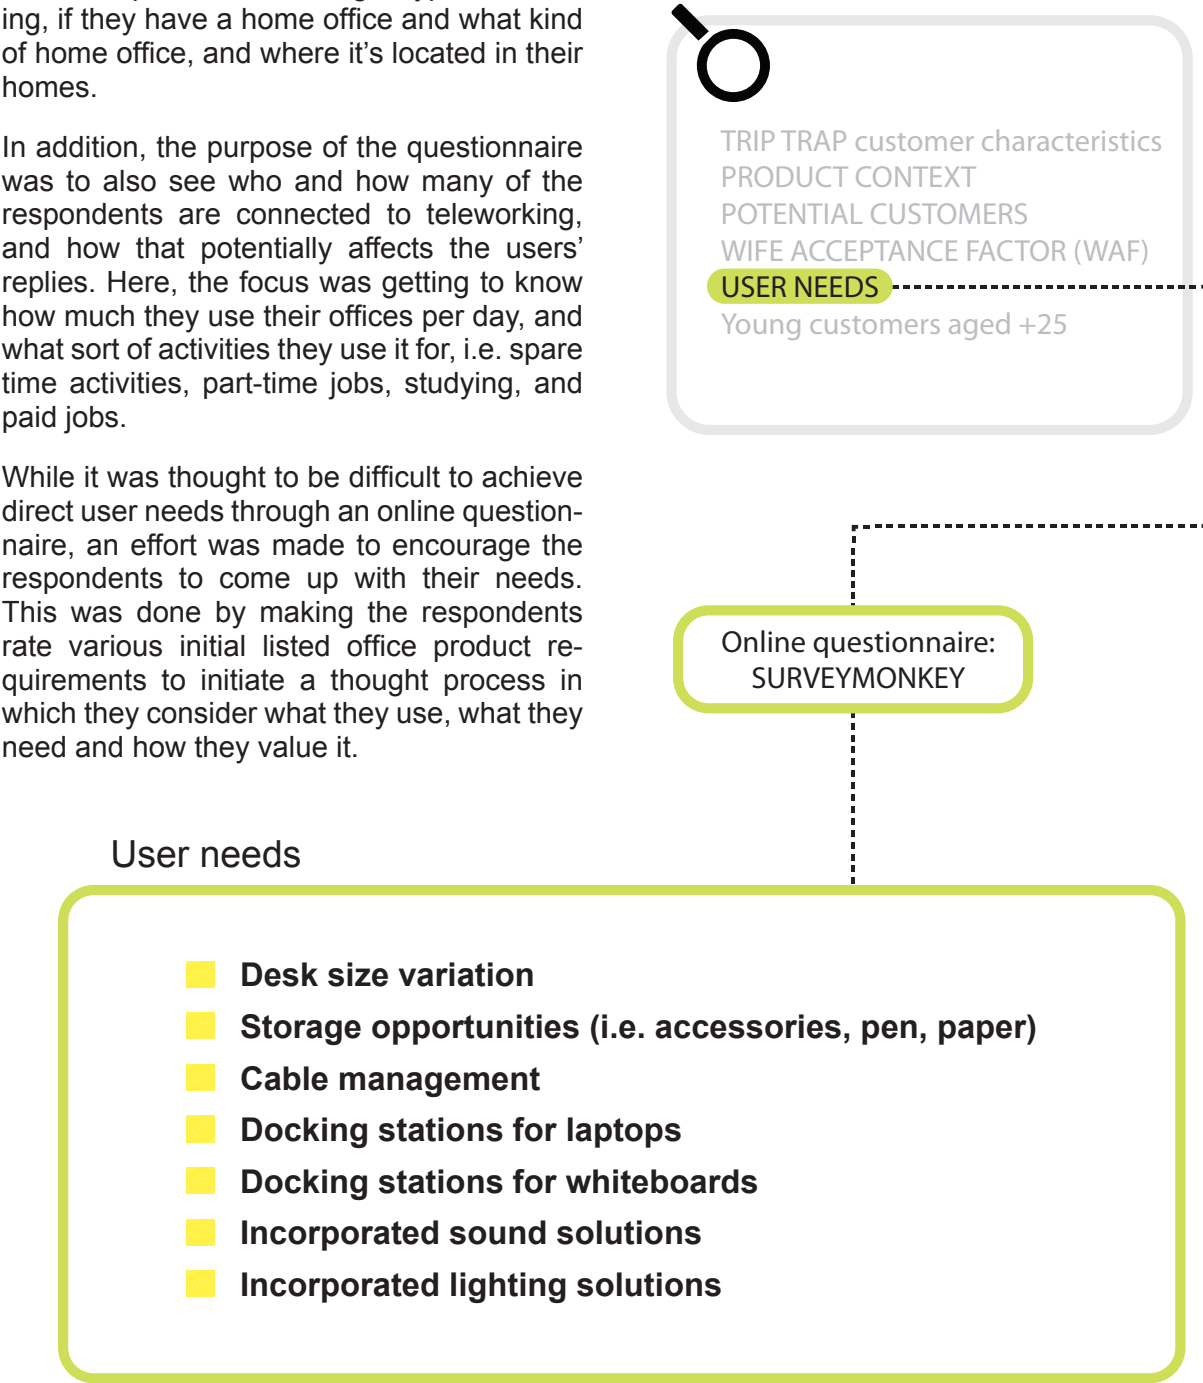 ing, if they have a home office and what kind
of home office, and where it’s located in their
homes.
In addition, the purpose of the questionnaire
was to also see who and how many of the
respondents are connected to teleworking,
and how that potentially affects the users’
replies. Here, the focus was getting to know
how much they use their offices per day, and
what sort of activities they use it for, i.e. spare
time activities, part-time jobs, studying, and
paid jobs.
While it was thought to be difficult to achieve
direct user needs through an online question-
naire, an effort was made to encourage the
respondents to come up with their needs.
This was done by making the respondents
rate various initial listed office product re-
quirements to initiate a thought process in
which they consider what they use, what they
need and how they value it.
TRIP TRAP customer characteristics
PRODUCT CONTEXT
POTENTIAL CUSTOMERS
WIFE ACCEPTANCE FACTOR (WAF)
USER NEEDS
Young customers aged +25
Online questionnaire:
SURVEYMONKEY
User needs
Desk size variation
Storage opportunities (i.e. accessories, pen, paper)
Cable management
Docking stations for laptops
Docking stations for whiteboards
Incorporated sound solutions
Incorporated lighting solutions